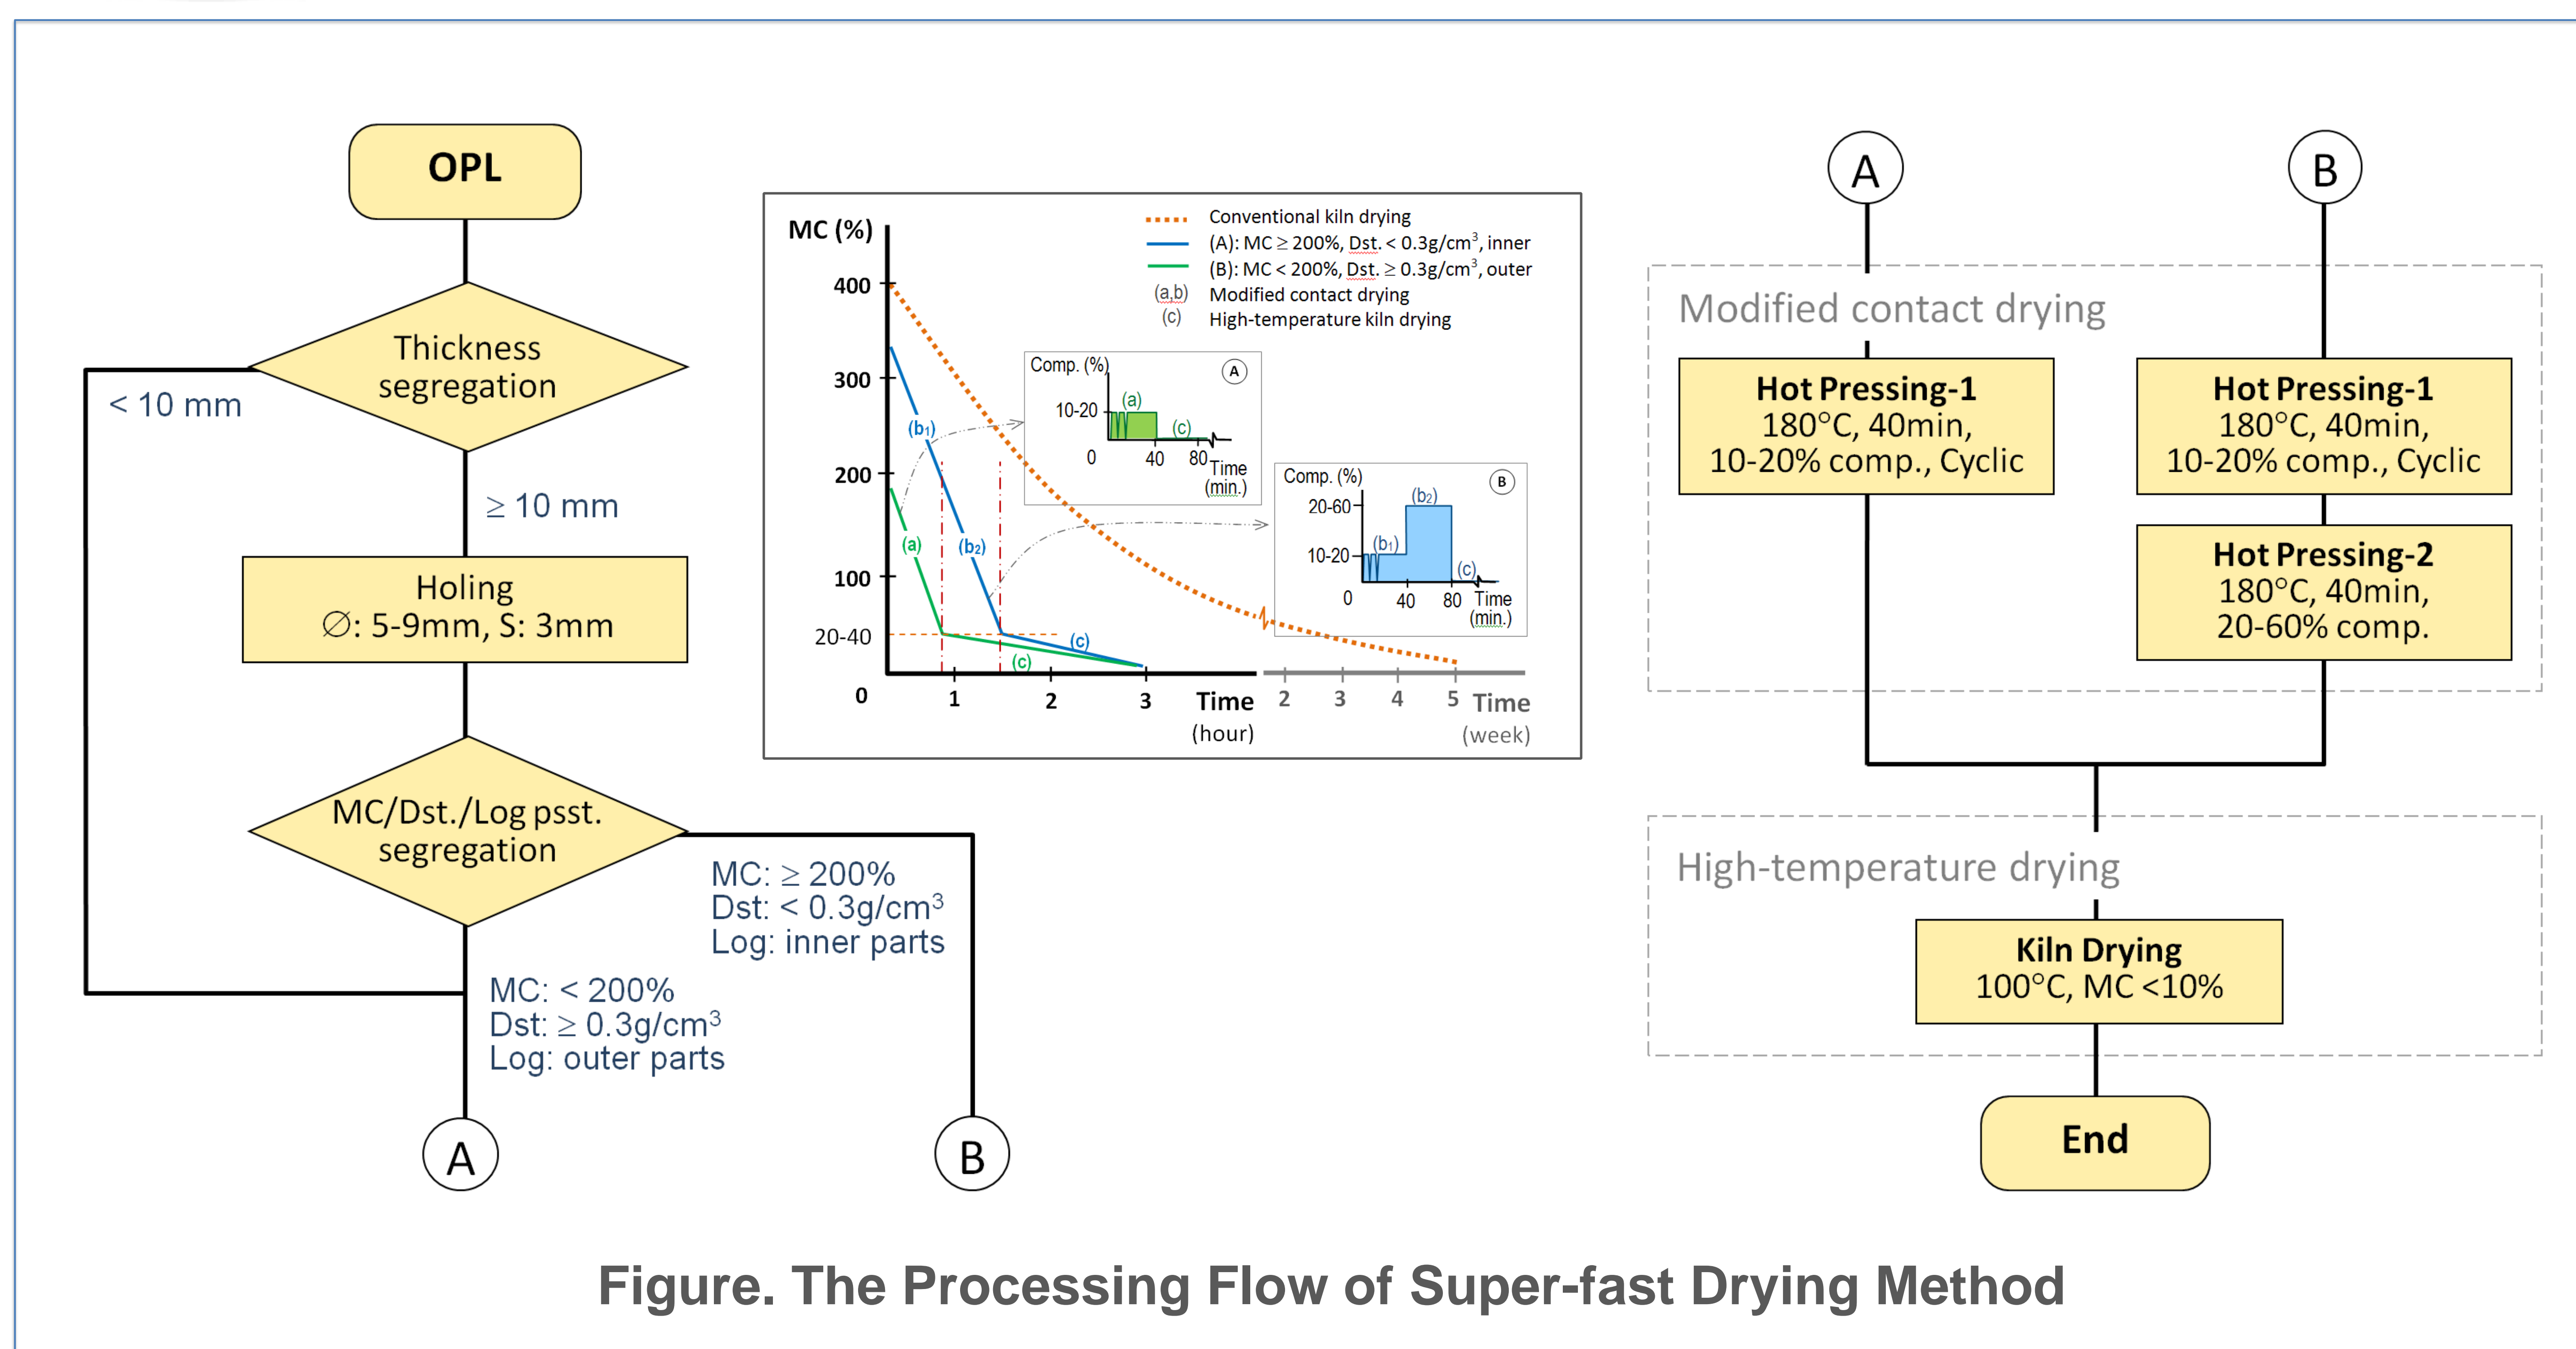 OPL
Thickness
segregation
< 10 mm
≥ 10 mm
Holing
∅: 5-9mm, S: 3mm
MC/Dst./Log psst.
segregation
MC: ≥ 200%
Dst: < 0.3g/cm³
Log: inner parts
MC: < 200%
Dst: ≥ 0.3g/cm³
Log: outer parts
A
B
MC (%)
400
300
200
100
20-40
0
1
2
3
Time
(hour)
2
3
4
5
Time
(week)
Conventional kiln drying
(A): MC ≥ 200%, Dst. < 0.3g/cm³, inner
(B): MC < 200%, Dst. ≥ 0.3g/cm³, outer
(a,b) Modified contact drying
(c) High-temperature kiln drying
(b₁)
(a)
(b₂)
(c)
(c)
Comp. (%)
A
10-20
(a)
(c)
0
40
80
Time
(min.)
Comp. (%)
B
20-60
(b₂)
10-20
(b₁)
(c)
0
40
80
Time
(min.)
A
B
Modified contact drying
Hot Pressing-1
180°C, 40min,
10-20% comp., Cyclic
Hot Pressing-1
180°C, 40min,
10-20% comp., Cyclic
Hot Pressing-2
180°C, 40min,
20-60% comp.
High-temperature drying
Kiln Drying
100°C, MC <10%
End
Figure. The Processing Flow of Super-fast Drying Method